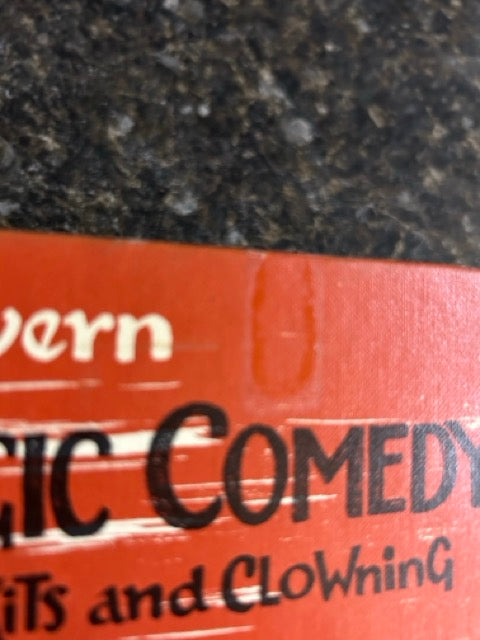 vern
GIC COMEDY
iTS and CLOWninG